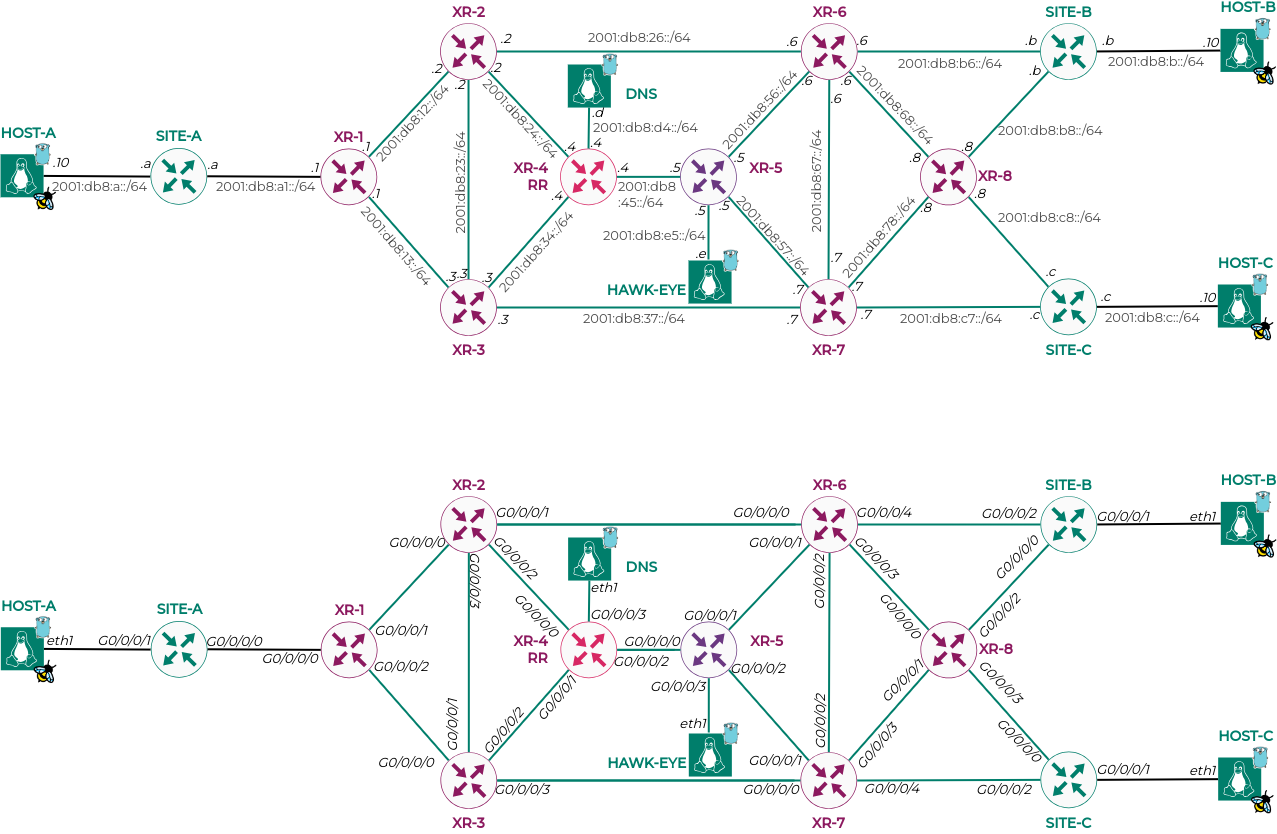 XR-2
XR-6
SITE-B
HOST-B
.2
2001:db8:26::/64
.6
.6
.b
.b
.10
2001:db8:b6::/64
2001:db8:b::/64
.2
.2
.2
DNS
.6
.6
.6
.b
2001:db8:12::/64
2001:db8:24::/64
2001:db8:56::/64
2001:db8:68::/64
.d
2001:db8:d4::/64
2001:db8:b8::/64
HOST-A
SITE-A
XR-1
2001:db8:23::/64
2001:db8:67::/64
.10
.a
.a
.1
.1
.4
.4
.4
.5
.5
.8
.8
2001:db8:a::/64
2001:db8:a1::/64
XR-4
RR
2001:db8
:45::/64
XR-5
XR-8
.1
.4
.5
.5
.8
.8
2001:db8:13::/64
2001:db8:34::/64
2001:db8:e5::/64
2001:db8:57::/64
2001:db8:78::/64
2001:db8:c8::/64
.e
.7
HOST-C
.3
.3
.3
HAWK-EYE
.7
.7
.c
.c
.10
.3
2001:db8:37::/64
.7
.7
2001:db8:c7::/64
.c
2001:db8:c::/64
XR-3
XR-7
SITE-C
XR-2
XR-6
SITE-B
HOST-B
G0/0/0/1
G0/0/0/0
G0/0/0/4
G0/0/0/2
G0/0/0/1
eth1
G0/0/0/0
G0/0/0/3
G0/0/0/2
G0/0/0/1
G0/0/0/2
G0/0/0/3
G0/0/0/0
DNS
eth1
HOST-A
SITE-A
XR-1
G0/0/0/0
G0/0/0/3
G0/0/0/1
G0/0/0/0
G0/0/0/2
eth1
G0/0/0/1
G0/0/0/0
G0/0/0/0
G0/0/0/1
XR-4
RR
G0/0/0/0
G0/0/0/2
XR-5
XR-8
G0/0/0/2
G0/0/0/1
G0/0/0/3
G0/0/0/2
G0/0/0/1
G0/0/0/3
G0/0/0/1
G0/0/0/2
eth1
G0/0/0/2
G0/0/0/3
G0/0/0/0
HOST-C
G0/0/0/0
HAWK-EYE
G0/0/0/1
G0/0/0/1
eth1
G0/0/0/3
G0/0/0/0
G0/0/0/4
G0/0/0/2
XR-3
XR-7
SITE-C